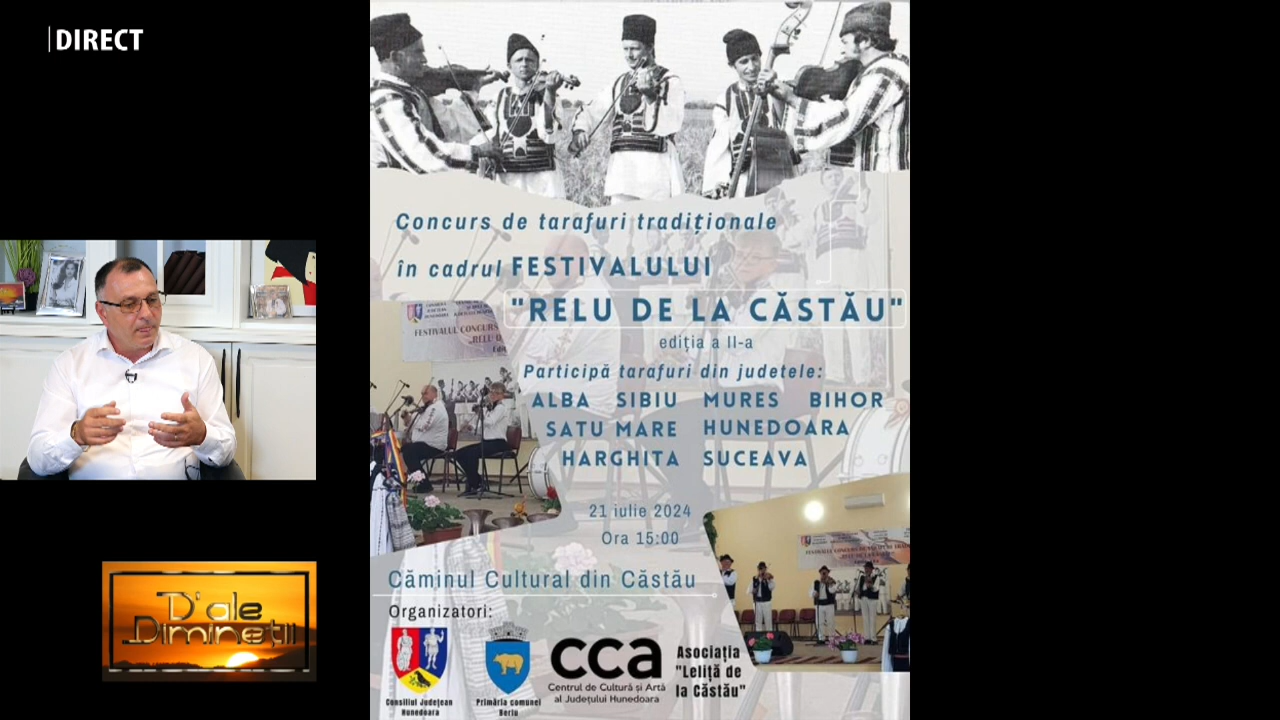 DIRECT
Concurs de tarafuri tradiționale
în cadrul FESTIVALULUI
"RELU DE LA CĂSTĂU"
ediția a II-a
Participă tarafuri din judetele:
ALBA SIBIU MURES BIHOR
SATU MARE HUNEDOARA
HARGHITA SUCEAVA
21 iulie 2024
Ora 15:00
Căminul Cultural din Căstău
Organizatori:
Consiliul Județean
Hunedoara
Primăria comunei
Beriu
cca
Centrul de Cultură și Artă
al Județului Hunedoara
Asociația
"Leliță de
la Căstău"
D'ale
Dimineții
FESTIVALUL CONCURS